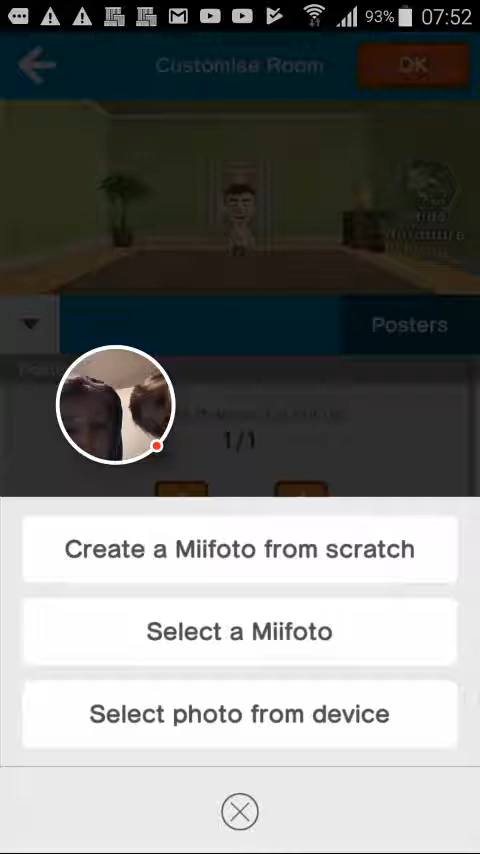 93% 07:52
Customise Room OK
Posters
1/1
Create a Miifoto from scratch
Select a Miifoto
Select photo from device